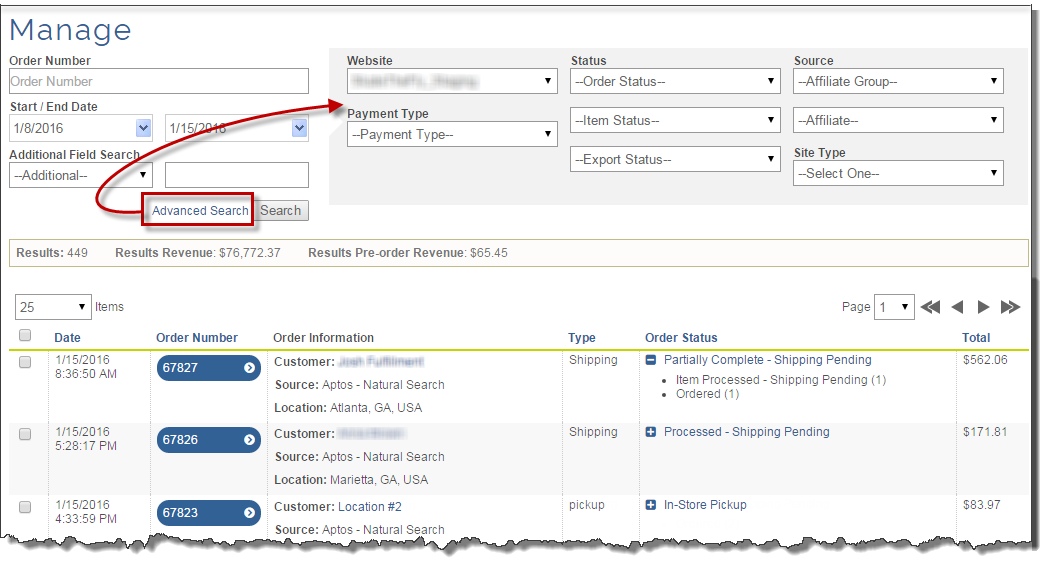 Manage
Order Number
Order Number
Start / End Date
1/8/2016
1/15/2016
Additional Field Search
--Additional--
Advanced Search
Search
Website
Payment Type
--Payment Type--
Status
--Order Status--
--Item Status--
--Export Status--
Source
--Affiliate Group--
--Affiliate--
Site Type
--Select One--
Results: 449 Results Revenue: $76,772.37 Results Pre-order Revenue: $65.45
25 Items
Page 1
Date Order Number Order Information Type Order Status Total
1/15/2016
8:36:50 AM
67827
Customer:
Source: Aptos - Natural Search
Location: Atlanta, GA, USA
Shipping
Partially Complete - Shipping Pending
Item Processed - Shipping Pending (1)
Ordered (1)
$562.06
1/15/2016
5:28:17 PM
67826
Customer:
Source: Aptos - Natural Search
Location: Marietta, GA, USA
Shipping
Processed - Shipping Pending
$171.81
1/15/2016
4:33:59 PM
67823
Customer: Location #2
Source: Aptos - Natural Search
pickup
In-Store Pickup
$83.97